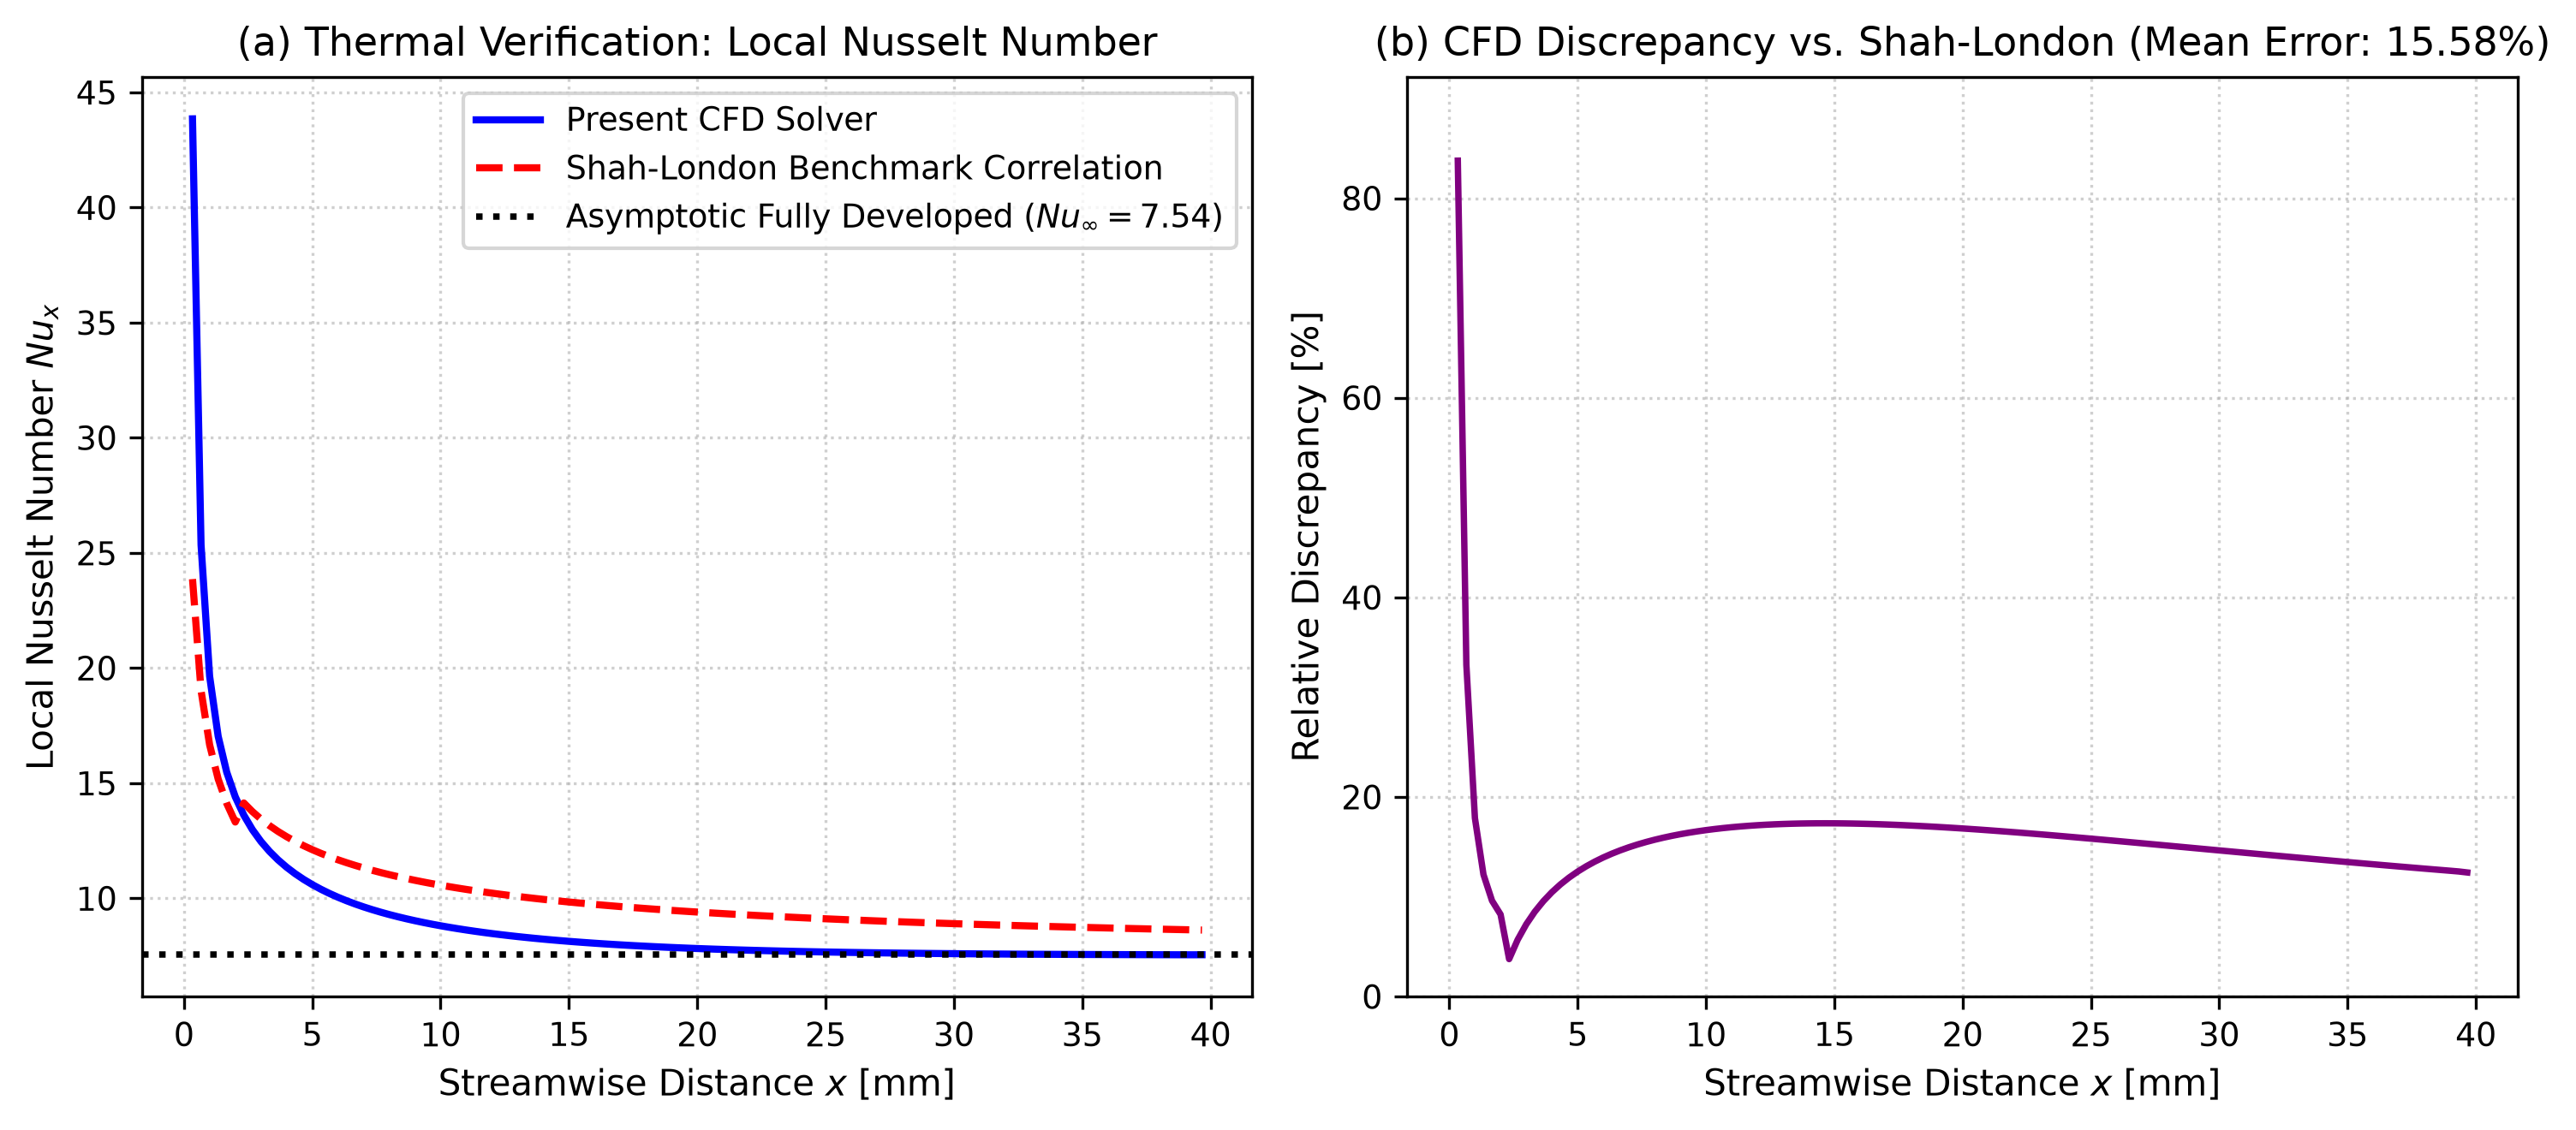 (a) Thermal Verification: Local Nusselt Number
45
40
35
30
25
20
15
10
Local Nusselt Number Nuₓ
Present CFD Solver
Shah-London Benchmark Correlation
Asymptotic Fully Developed (Nu∞ = 7.54)
0 5 10 15 20 25 30 35 40
Streamwise Distance x [mm]
(b) CFD Discrepancy vs. Shah-London (Mean Error: 15.58%)
80
60
40
20
0
Relative Discrepancy [%]
0 5 10 15 20 25 30 35 40
Streamwise Distance x [mm]